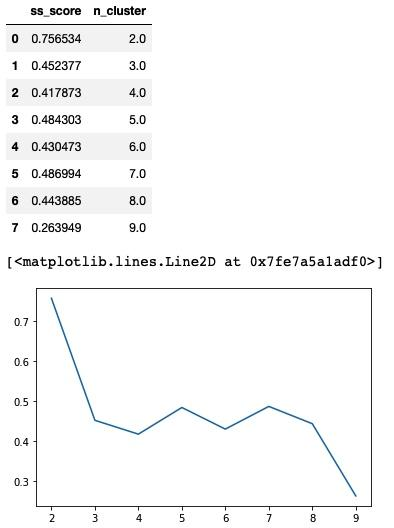 ss_score n_cluster
0 0.756534 2.0
1 0.452377 3.0
2 0.417873 4.0
3 0.484303 5.0
4 0.430473 6.0
5 0.486994 7.0
6 0.443885 8.0
7 0.263949 9.0
[<matplotlib.lines.Line2D at 0x7fe7a5a1adf0>]
0.7
0.6
0.5
0.4
0.3
2 3 4 5 6 7 8 9